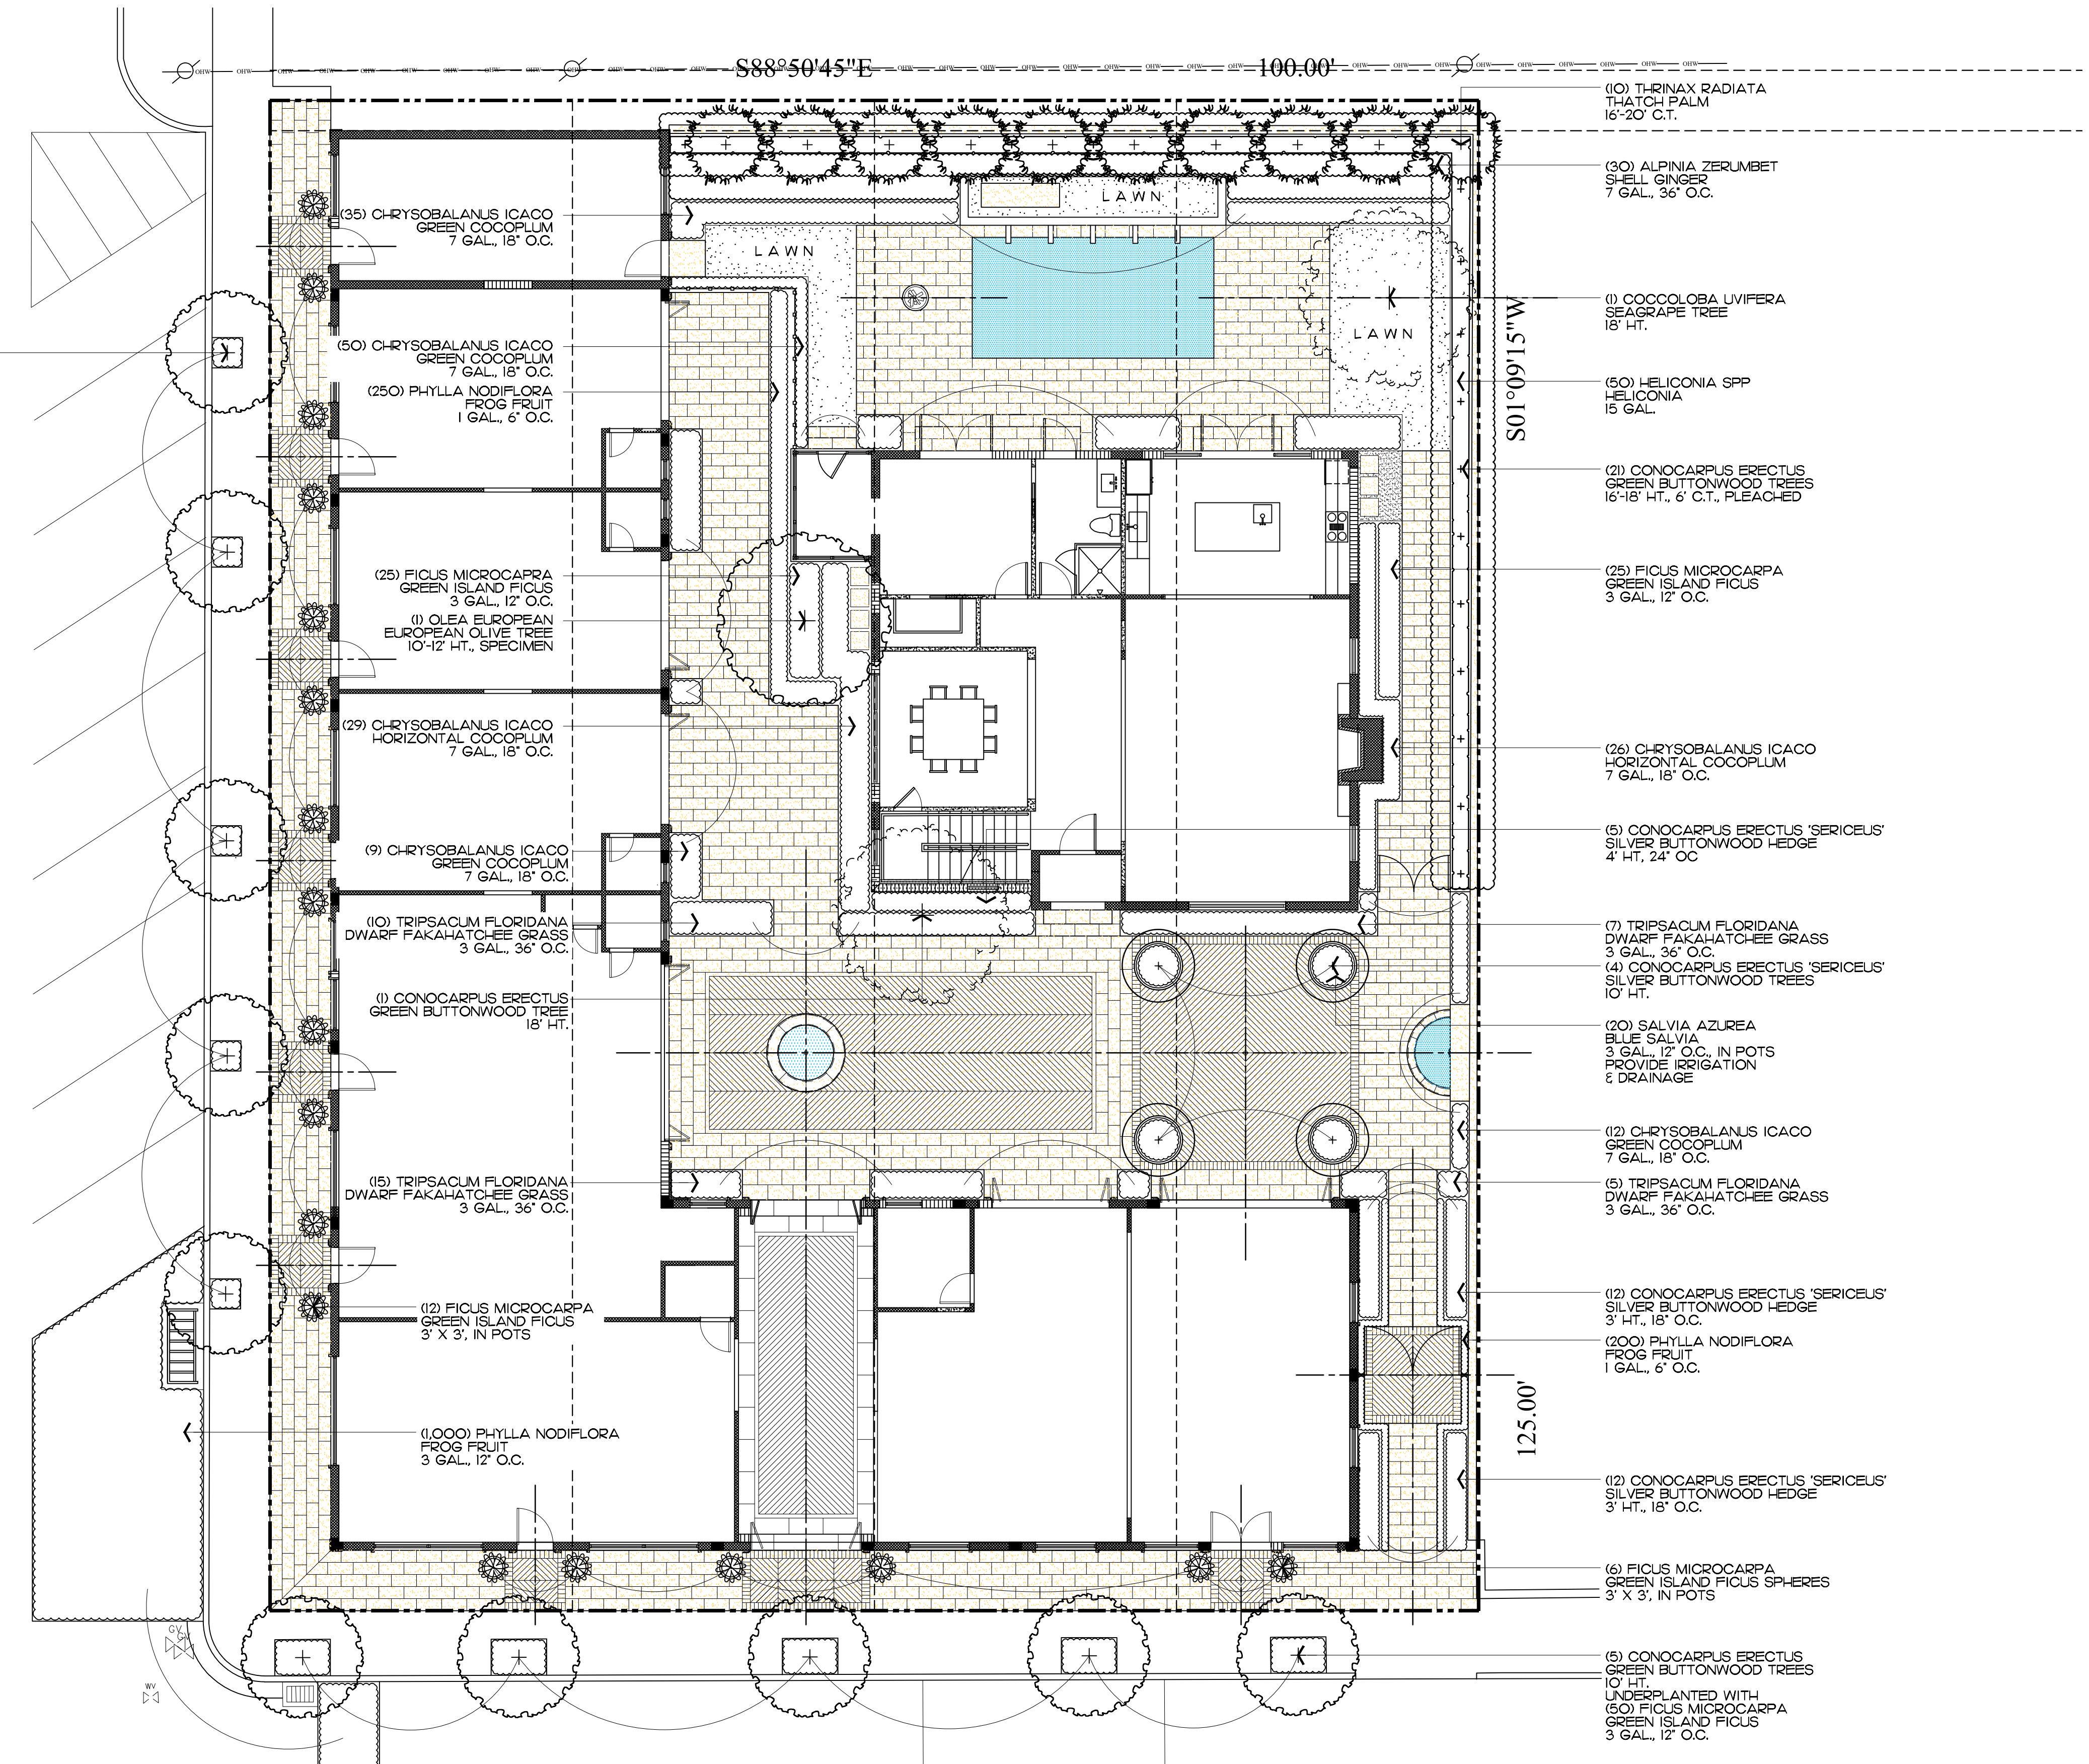 S88°50'45"E
100.00'
(10) THRINAX RADIATA
THATCH PALM
16'-20' C.T.
(30) ALPINIA ZERUMBET
SHELL GINGER
7 GAL., 36" O.C.
LAWN
(35) CHRYSOBALANUS ICACO
GREEN COCOPLUM
7 GAL., 18" O.C.
LAWN
(1) COCCOLOBA UVIFERA
SEAGRAPE TREE
18' HT.
S01°09'15"W
LAWN
(50) CHRYSOBALANUS ICACO
GREEN COCOPLUM
7 GAL., 18" O.C.
(250) PHYLLA NODIFLORA
FROG FRUIT
1 GAL., 6" O.C.
(50) HELICONIA SPP
HELICONIA
15 GAL.
(21) CONOCARPUS ERECTUS
GREEN BUTTONWOOD TREES
16'-18' HT., 6' C.T., PLEACHED
(25) FICUS MICROCAPRA
GREEN ISLAND FICUS
3 GAL., 12" O.C.
(1) OLEA EUROPEAN
EUROPEAN OLIVE TREE
10'-12' HT., SPECIMEN
(25) FICUS MICROCARPA
GREEN ISLAND FICUS
3 GAL., 12" O.C.
(29) CHRYSOBALANUS ICACO
HORIZONTAL COCOPLUM
7 GAL., 18" O.C.
(26) CHRYSOBALANUS ICACO
HORIZONTAL COCOPLUM
7 GAL., 18" O.C.
(9) CHRYSOBALANUS ICACO
GREEN COCOPLUM
7 GAL., 18" O.C.
(5) CONOCARPUS ERECTUS 'SERICEUS'
SILVER BUTTONWOOD HEDGE
4' HT, 24" OC
(10) TRIPSACUM FLORIDANA
DWARF FAKAHATCHEE GRASS
3 GAL., 36" O.C.
(7) TRIPSACUM FLORIDANA
DWARF FAKAHATCHEE GRASS
3 GAL., 36" O.C.
(4) CONOCARPUS ERECTUS 'SERICEUS'
SILVER BUTTONWOOD TREES
10' HT.
(1) CONOCARPUS ERECTUS
GREEN BUTTONWOOD TREE
18' HT.
(20) SALVIA AZUREA
BLUE SALVIA
3 GAL., 12" O.C., IN POTS
PROVIDE IRRIGATION
& DRAINAGE
(12) CHRYSOBALANUS ICACO
GREEN COCOPLUM
7 GAL., 18" O.C.
(15) TRIPSACUM FLORIDANA
DWARF FAKAHATCHEE GRASS
3 GAL., 36" O.C.
(5) TRIPSACUM FLORIDANA
DWARF FAKAHATCHEE GRASS
3 GAL., 36" O.C.
(12) FICUS MICROCARPA
GREEN ISLAND FICUS
3' X 3', IN POTS
(12) CONOCARPUS ERECTUS 'SERICEUS'
SILVER BUTTONWOOD HEDGE
3' HT., 18" O.C.
(200) PHYLLA NODIFLORA
FROG FRUIT
1 GAL., 6" O.C.
125.00'
(1,000) PHYLLA NODIFLORA
FROG FRUIT
3 GAL., 12" O.C.
(12) CONOCARPUS ERECTUS 'SERICEUS'
SILVER BUTTONWOOD HEDGE
3' HT., 18" O.C.
(6) FICUS MICROCARPA
GREEN ISLAND FICUS SPHERES
3' X 3', IN POTS
GV
GV
WV
(5) CONOCARPUS ERECTUS
GREEN BUTTONWOOD TREES
10' HT.
UNDERPLANTED WITH
(50) FICUS MICROCARPA
GREEN ISLAND FICUS
3 GAL., 12" O.C.